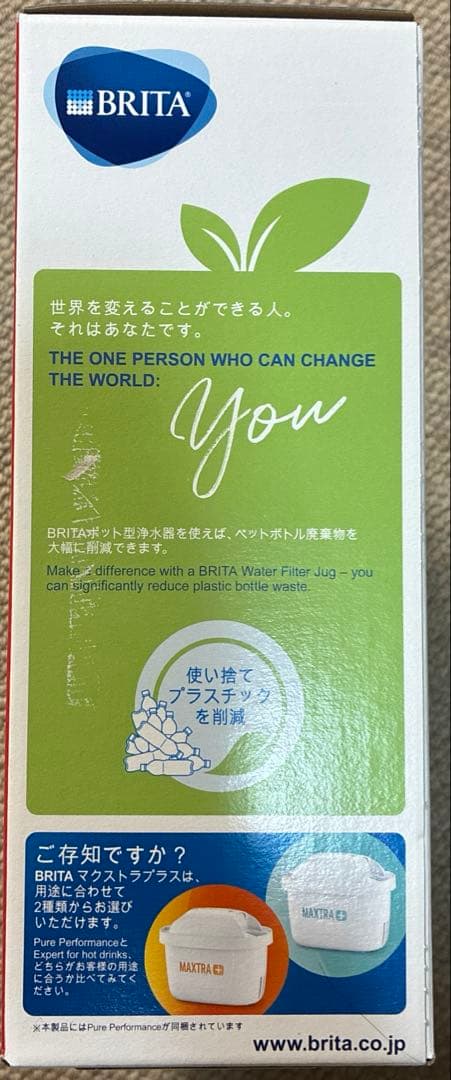 BRITA®
世界を変えることができる人。
それはあなたです。
THE ONE PERSON WHO CAN CHANGE
THE WORLD:
you
BRITAポット型浄水器を使えば、ペットボトル廃棄物を
大幅に削減できます。
Make a difference with a BRITA Water Filter Jug – you
can significantly reduce plastic bottle waste.
使い捨て
プラスチック
を削減
ご存知ですか？
BRITA マクストラプラスは、
用途に合わせて
2種類からお選び
いただけます。
Pure Performanceと
Expert for hot drinks、
どちらがお客様の用途
に合うか比べてみてく
ださい。
MAXTRA+
MAXTRA+
※本製品にはPure Performanceが同梱されています
www.brita.co.jp